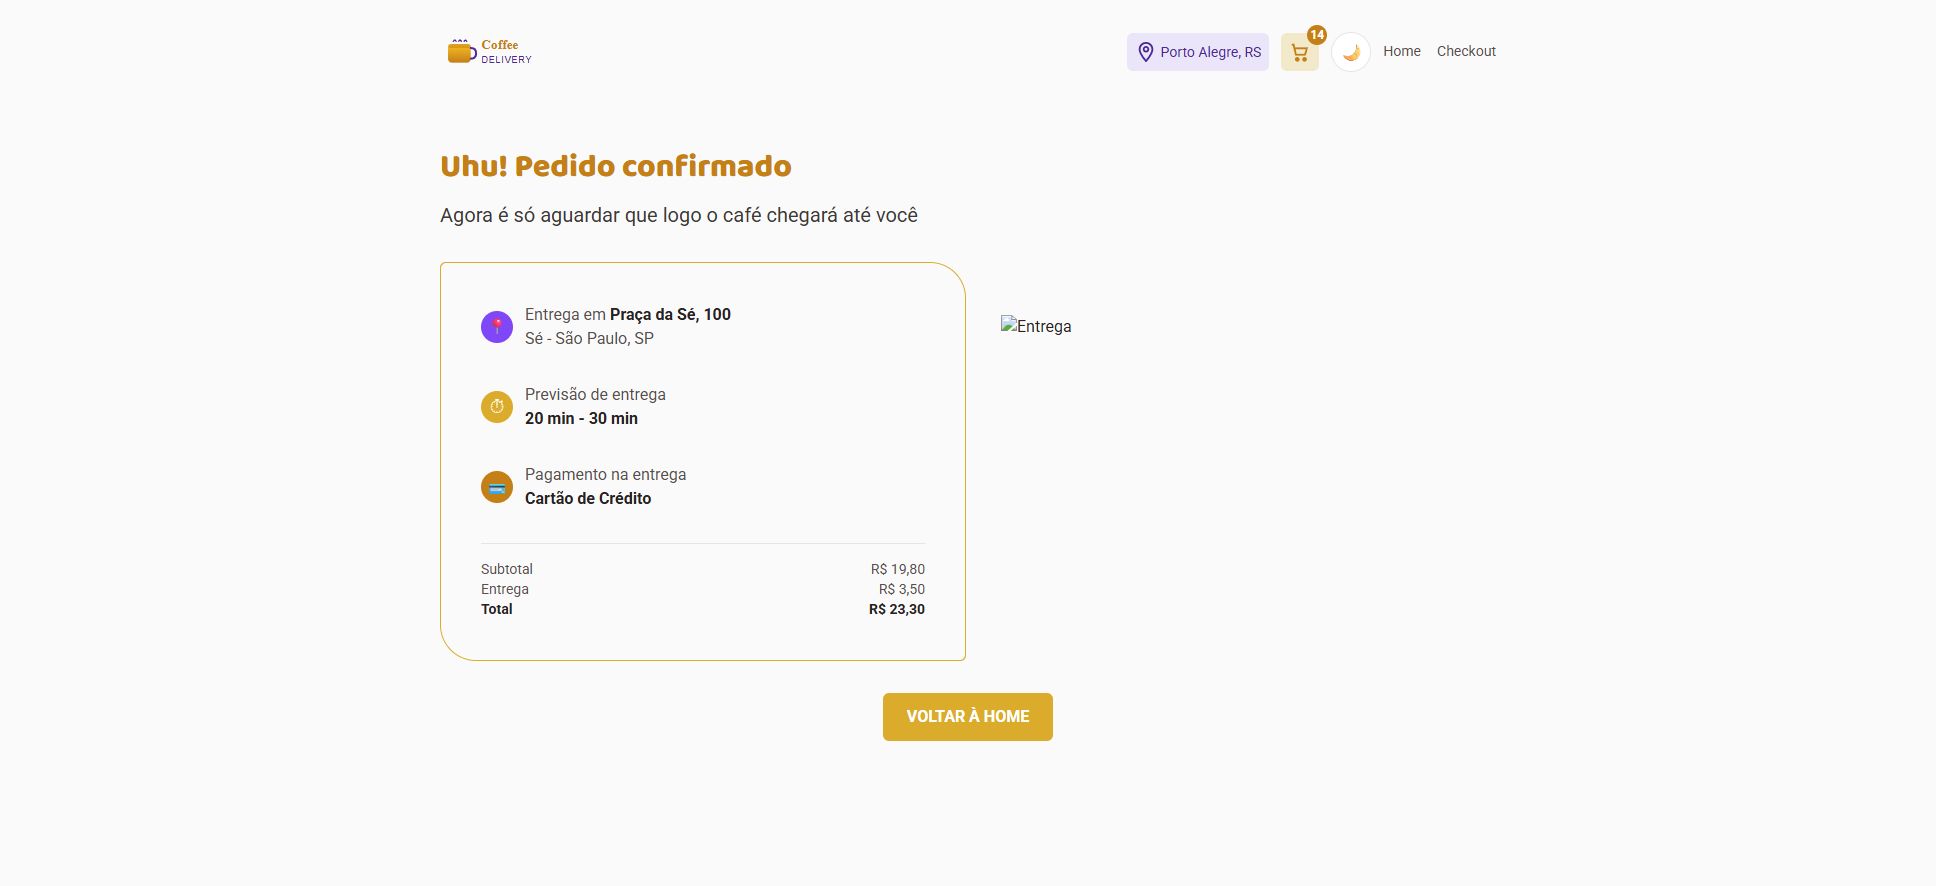 Coffee
DELIVERY
Porto Alegre, RS
14
Home
Checkout
Uhu! Pedido confirmado
Agora é só aguardar que logo o café chegará até você
Entrega em Praça da Sé, 100
Sé - São Paulo, SP
Entrega
Previsão de entrega
20 min - 30 min
Pagamento na entrega
Cartão de Crédito
Subtotal R$ 19,80
Entrega R$ 3,50
Total R$ 23,30
VOLTAR À HOME